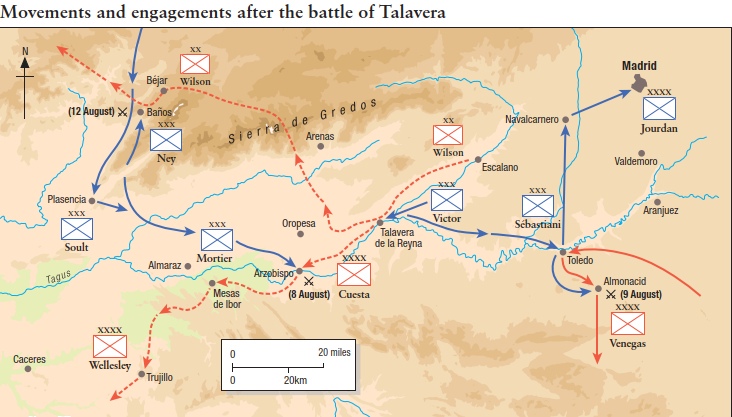 Movements and engagements after the battle of Talavera
N
XX
Wilson
Béjar
Madrid
XXXX
Jourdan
(12 August)
Baños
XXX
Ney
Sierra de Gredos
Arenas
Navalcarnero
XX
Wilson
Escalano
Valdemoro
Plasencia
XXX
Soult
XXX
Victor
XXX
Sebastiani
Aranjuez
Oropesa
Talavera
de la Reyna
XXX
Mortier
Toledo
Almaraz
Tagus
Arzobispo
(8 August)
XXXX
Cuesta
Almonacid
(9 August)
XXXX
Venegas
Mesas
de Ibor
XXXX
Wellesley
Caceres
Trujillo
0
20 miles
0
20km